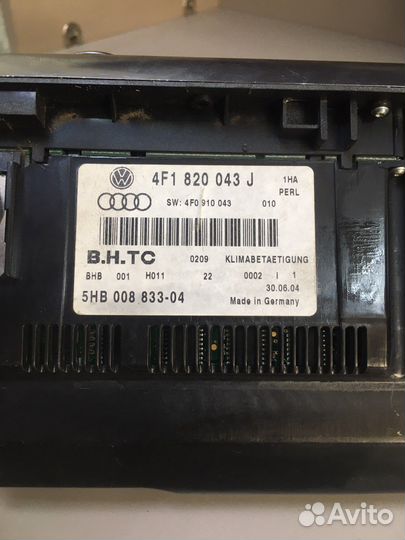 4F1 820 043 J 1HA
PERL
SW: 4F0 910 043 010
B.H.TC 0209 KLIMABETAETIGUNG
BHB 001 H011 22 0002 I 1
30.06.04
5HB 008 833-04 Made in Germany
Avito